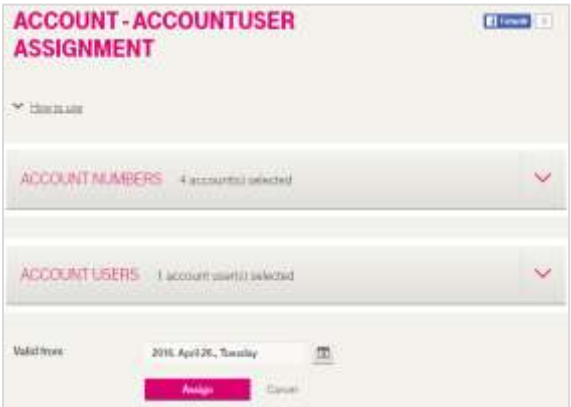 ACCOUNT - ACCOUNTUSER
ASSIGNMENT
How to use
ACCOUNT NUMBERS 4 account(s) selected
ACCOUNT USERS 1 account user(s) selected
Valid from
2016. April 26., Tuesday
Assign Cancel